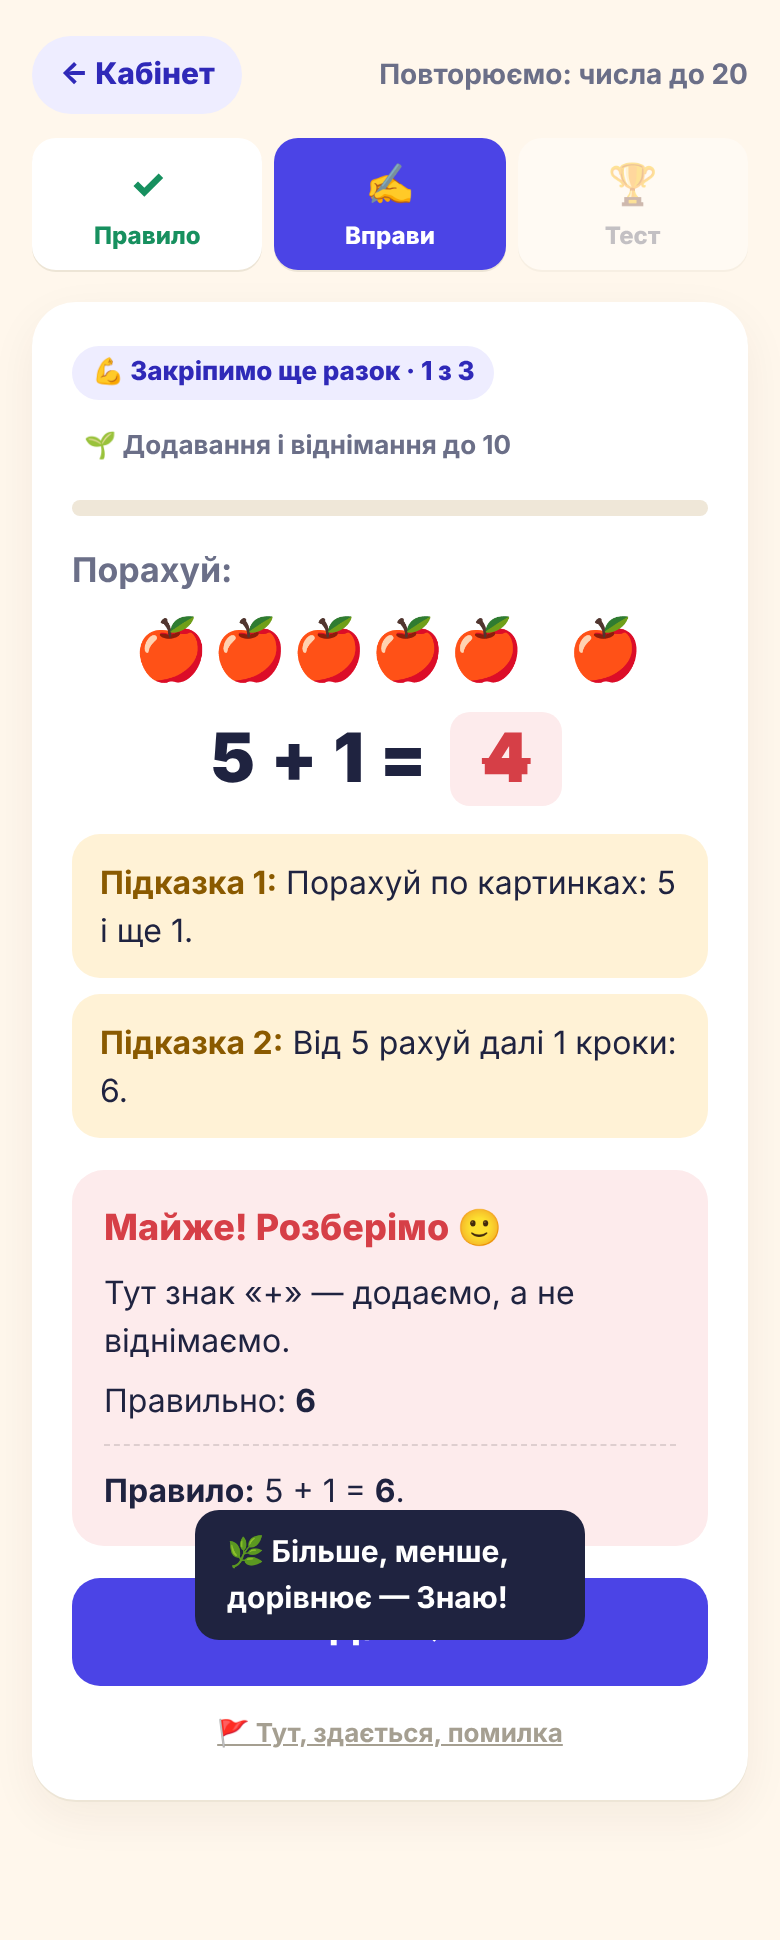 ← Кабінет
Повторюємо: числа до 20
Правило
Вправи
Тест
Закріпимо ще разок · 1 з 3
Додавання і віднімання до 10
Порахуй:
5 + 1 = 4
Підказка 1: Порахуй по картинках: 5
і ще 1.
Підказка 2: Від 5 рахуй далі 1 кроки:
6.
Майже! Розберімо
Тут знак «+» — додаємо, а не
віднімаємо.
Правильно: 6
Правило: 5 + 1 = 6.
Більше, менше,
дорівнює — Знаю!
Тут, здається, помилка